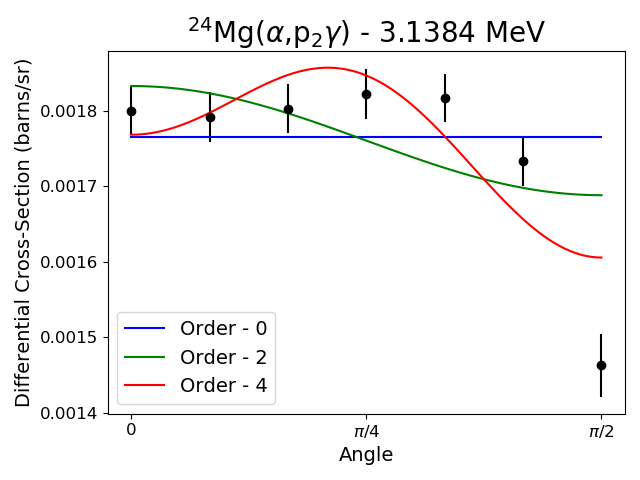 ²⁴Mg(α,p₂γ) - 3.1384 MeV
Differential Cross-Section (barns/sr)
0.0018
0.0017
0.0016
0.0015
0.0014
Order - 0
Order - 2
Order - 4
0 π/4 π/2
Angle